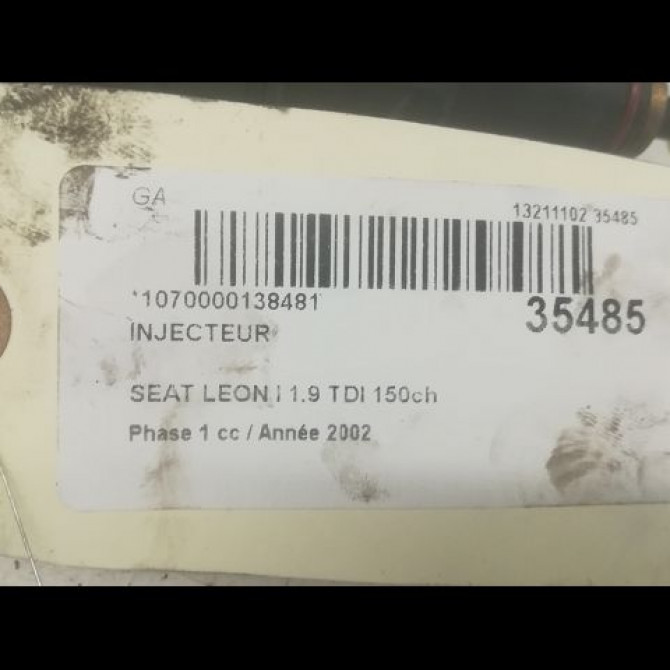 GA
13211102 35485
*1070000138481
35485
INJECTEUR
SEAT LEON I 1.9 TDI 150ch
Phase 1 cc / Année 2002